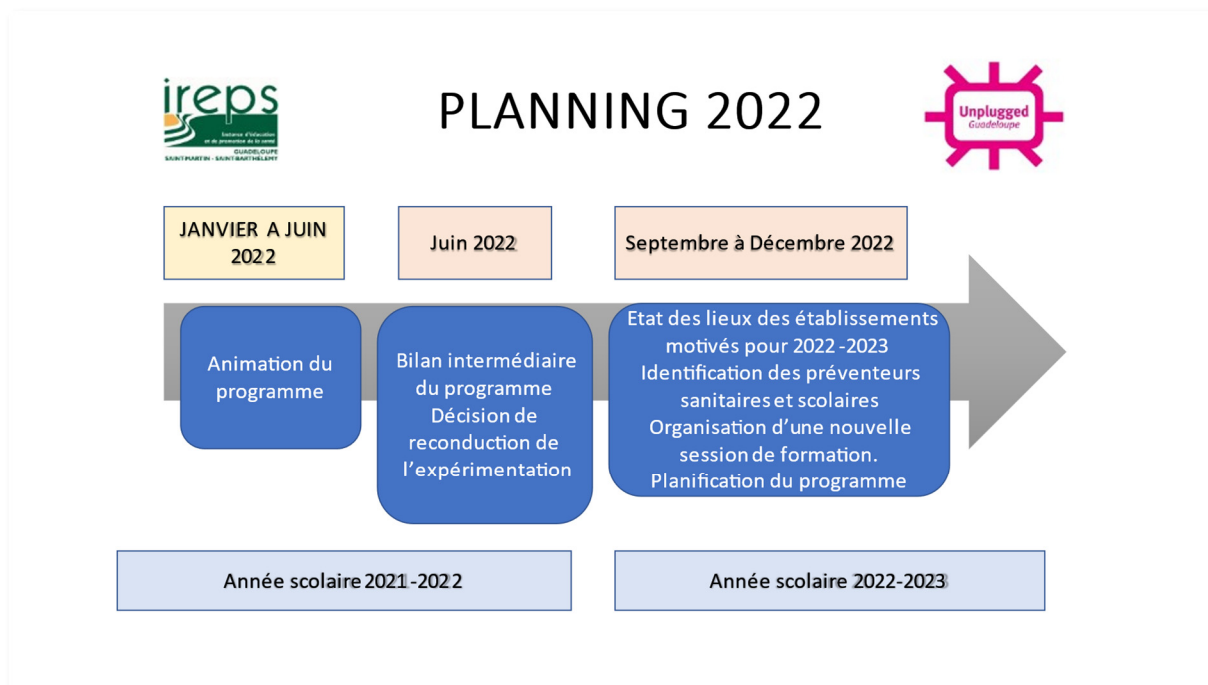 ireps
Instance d'éducation
et de promotion de la santé
GUADELOUPE
SAINT-MARTIN - SAINT-BARTHÉLEMY
PLANNING 2022
Unplugged
Guadeloupe
JANVIER A JUIN
2022
Juin 2022
Septembre à Décembre 2022
Animation du
programme
Bilan intermédiaire
du programme
Décision de
reconduction de
l'expérimentation
Etat des lieux des établissements
motivés pour 2022-2023
Identification des préventeurs
sanitaires et scolaires
Organisation d'une nouvelle
session de formation.
Planification du programme
Année scolaire 2021-2022
Année scolaire 2022-2023